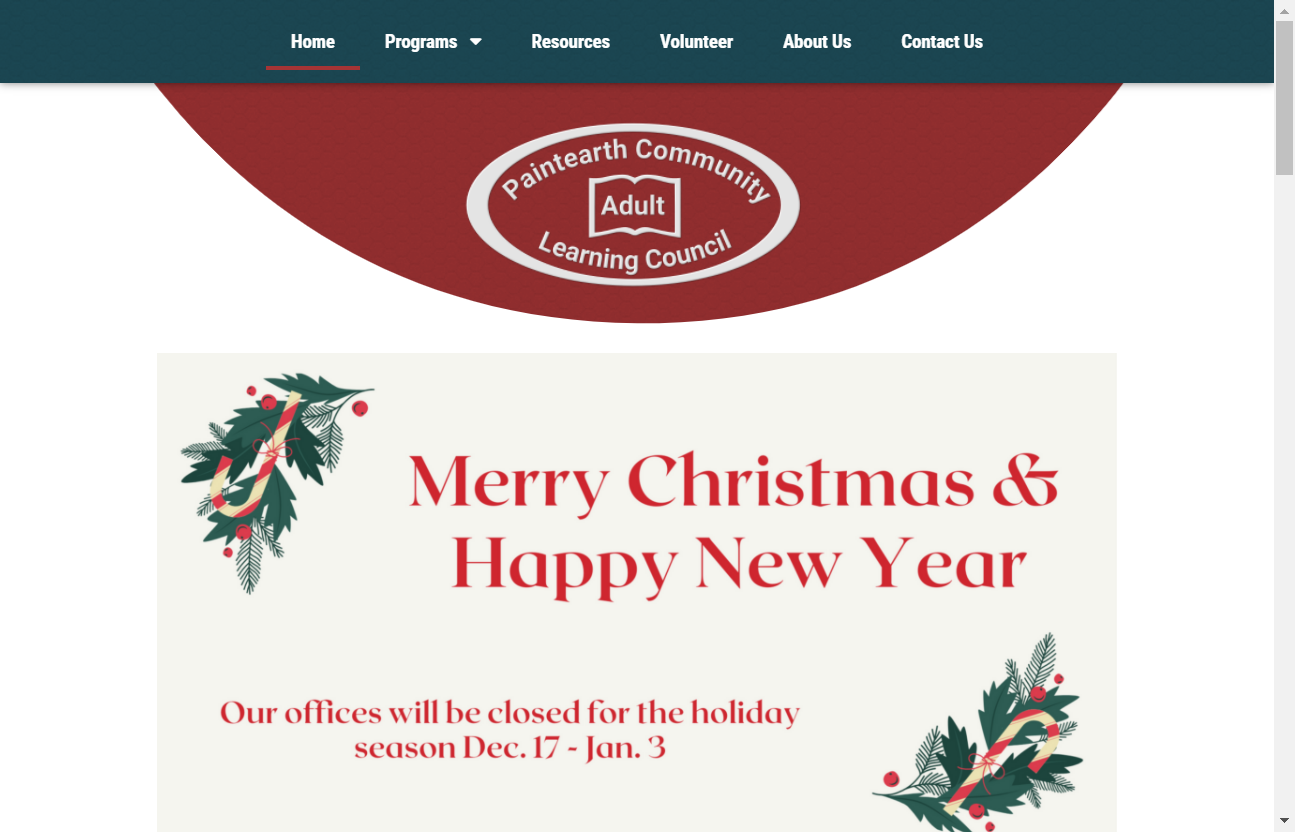 Home
Programs
Resources
Volunteer
About Us
Contact Us
Paintearth Community
Adult
Learning Council
Merry Christmas &
Happy New Year
Our offices will be closed for the holiday
season Dec. 17 - Jan. 3